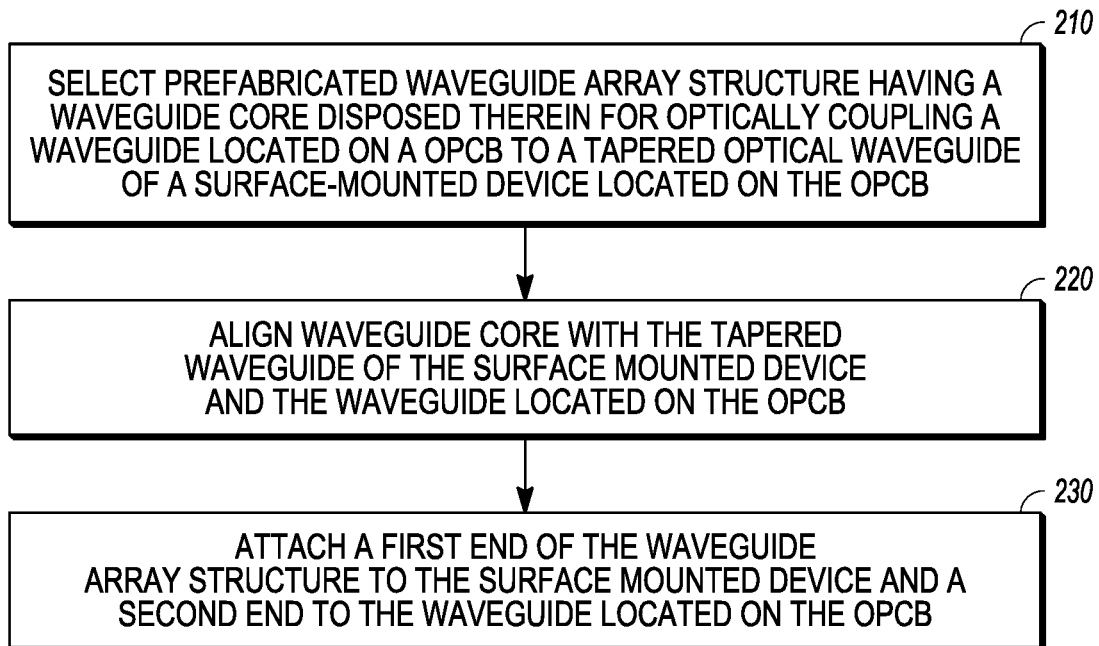 210
SELECT PREFABRICATED WAVEGUIDE ARRAY STRUCTURE HAVING A
WAVEGUIDE CORE DISPOSED THEREIN FOR OPTICALLY COUPLING A
WAVEGUIDE LOCATED ON A OPCB TO A TAPERED OPTICAL WAVEGUIDE
OF A SURFACE-MOUNTED DEVICE LOCATED ON THE OPCB
220
ALIGN WAVEGUIDE CORE WITH THE TAPERED
WAVEGUIDE OF THE SURFACE MOUNTED DEVICE
AND THE WAVEGUIDE LOCATED ON THE OPCB
230
ATTACH A FIRST END OF THE WAVEGUIDE
ARRAY STRUCTURE TO THE SURFACE MOUNTED DEVICE AND A
SECOND END TO THE WAVEGUIDE LOCATED ON THE OPCB